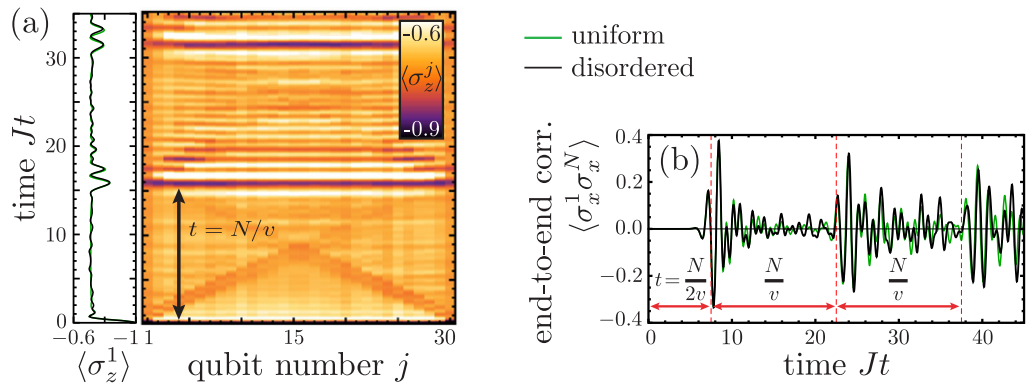 (a)
time Jt
30
20
10
0
-0.6
⟨σ_z^j⟩
-0.9
t = N/v
-0.6 -1 1 15 30
⟨σ_z^1⟩
qubit number j
uniform
disordered
(b)
end-to-end corr.
⟨σ_x^1 σ_x^N⟩
0.4
0.2
0.0
-0.2
-0.4
t = N/2v
N/v
N/v
0 10 20 30 40
time Jt